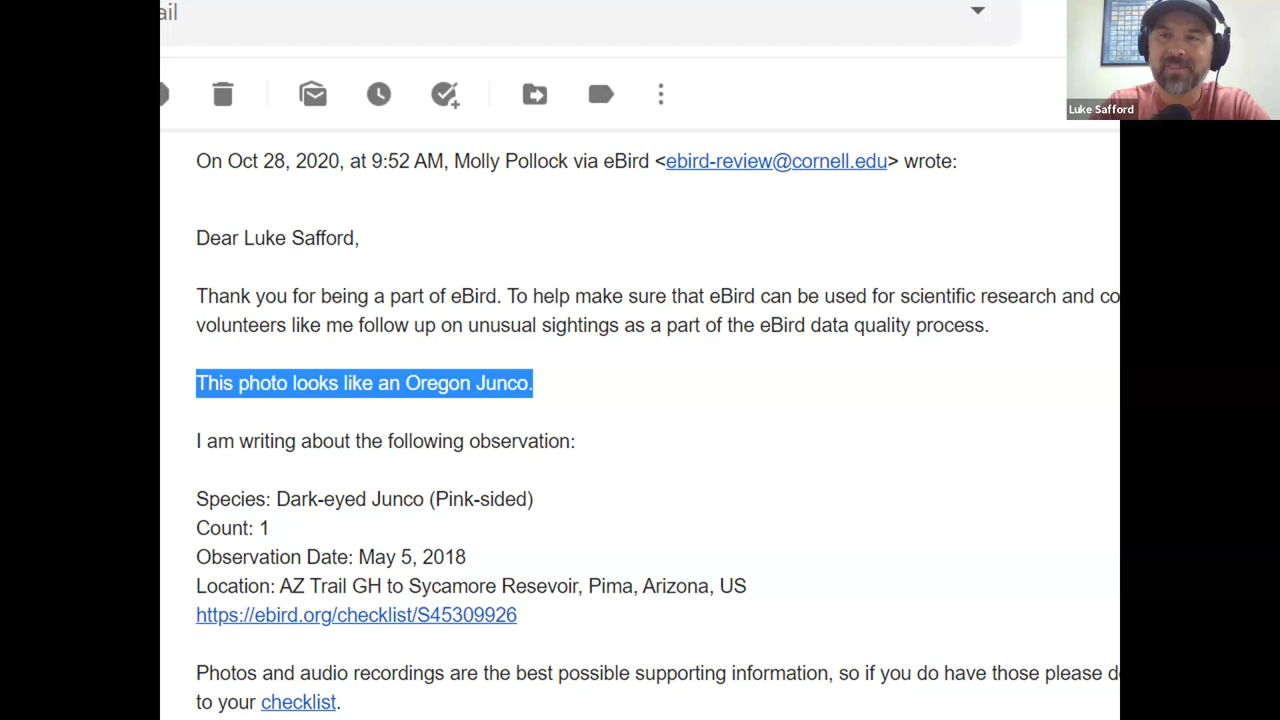 ail
Luke Safford
On Oct 28, 2020, at 9:52 AM, Molly Pollock via eBird <ebird-review@cornell.edu> wrote:
Dear Luke Safford,
Thank you for being a part of eBird. To help make sure that eBird can be used for scientific research and co
volunteers like me follow up on unusual sightings as a part of the eBird data quality process.
This photo looks like an Oregon Junco.
I am writing about the following observation:
Species: Dark-eyed Junco (Pink-sided)
Count: 1
Observation Date: May 5, 2018
Location: AZ Trail GH to Sycamore Resevoir, Pima, Arizona, US
https://ebird.org/checklist/S45309926
Photos and audio recordings are the best possible supporting information, so if you do have those please d
to your checklist.